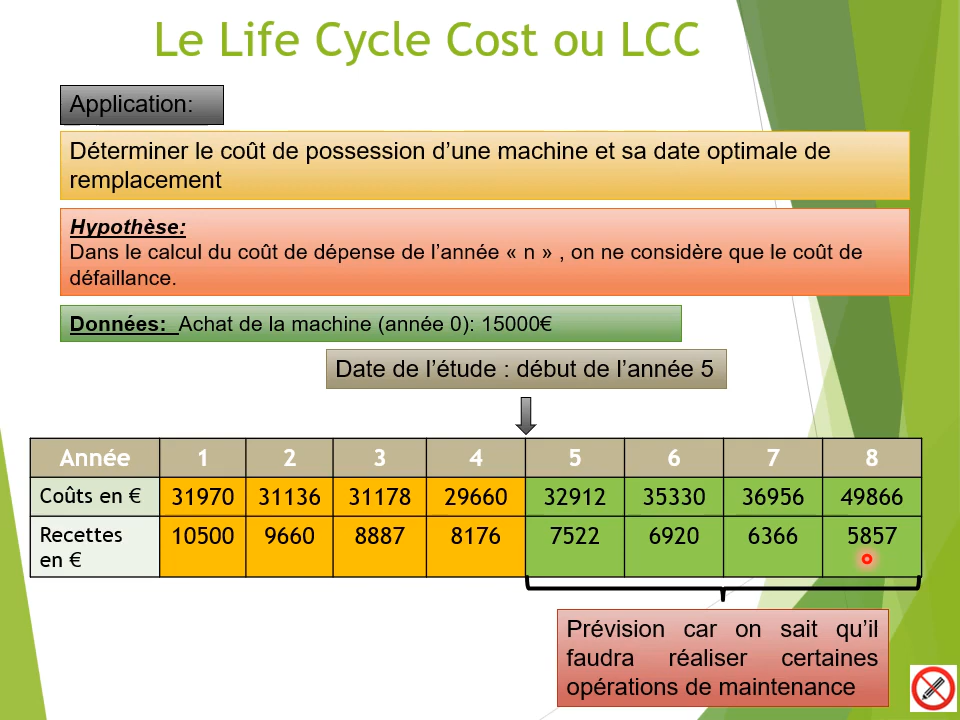 Le Life Cycle Cost ou LCC
Application:
Déterminer le coût de possession d’une machine et sa date optimale de
remplacement
Hypothèse:
Dans le calcul du coût de dépense de l’année « n » , on ne considère que le coût de
défaillance.
Données: Achat de la machine (année 0): 15000€
Date de l’étude : début de l’année 5
Année 1 2 3 4 5 6 7 8
Coûts en € 31970 31136 31178 29660 32912 35330 36956 49866
Recettes 10500 9660 8887 8176 7522 6920 6366 5857
en €
Prévision car on sait qu’il
faudra réaliser certaines
opérations de maintenance